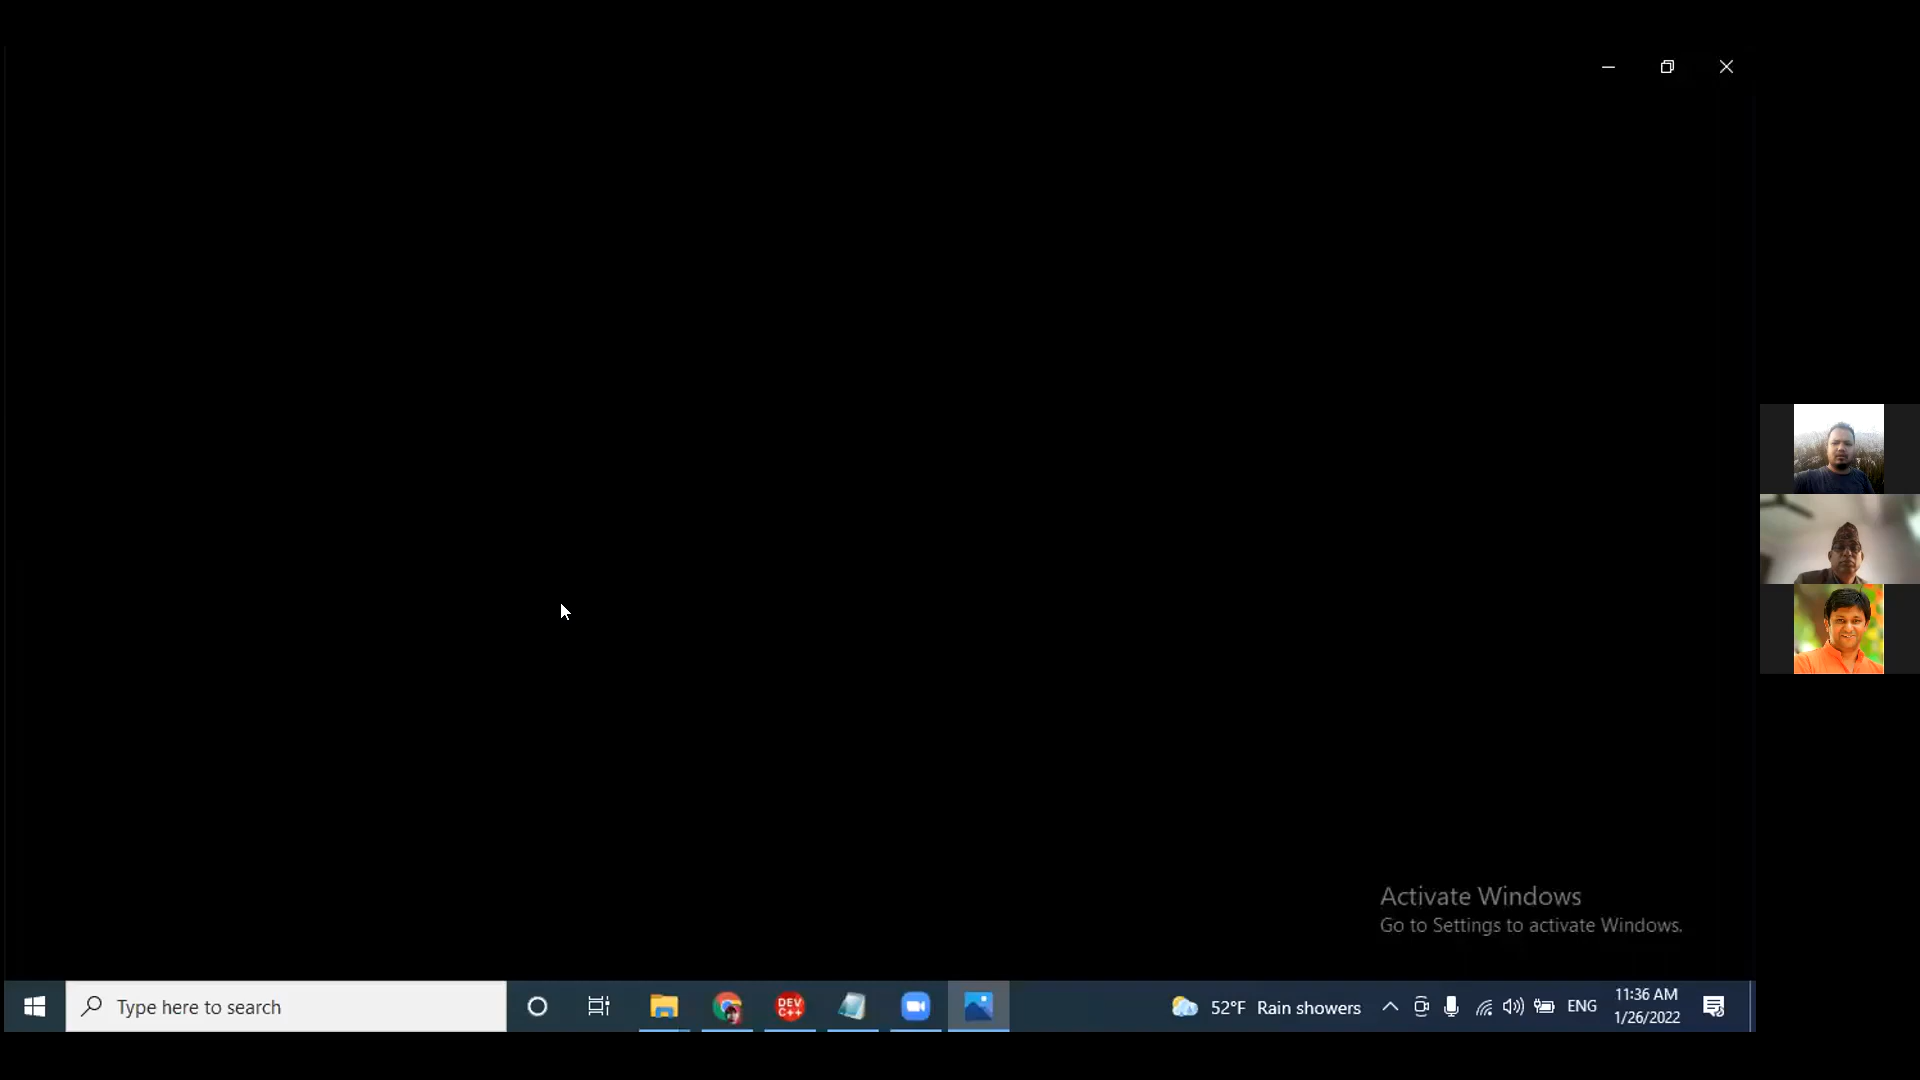 Activate Windows
Go to Settings to activate Windows.
Type here to search
DEV
C++
52°F Rain showers
ENG
11:36 AM
1/26/2022